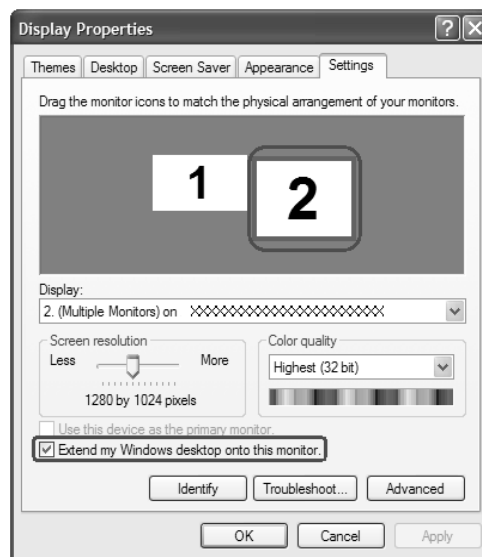 Display Properties
Themes Desktop Screen Saver Appearance Settings
Drag the monitor icons to match the physical arrangement of your monitors.
1 2
Display:
2. (Multiple Monitors) on XXXXXXXXXXXXXXXXXXXXXXX
Screen resolution Color quality
Less More Highest (32 bit)
1280 by 1024 pixels
Use this device as the primary monitor.
Extend my Windows desktop onto this monitor.
Identify Troubleshoot... Advanced
OK Cancel Apply